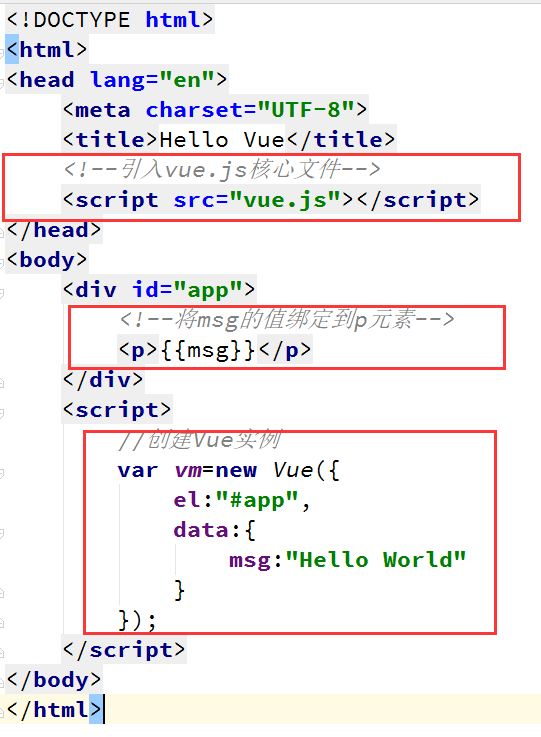 <!DOCTYPE html>
<html>
<head lang="en">
    <meta charset="UTF-8">
    <title>Hello Vue</title>
    <!--引入vue.js核心文件-->
    <script src="vue.js"></script>
</head>
<body>
    <div id="app">
        <!--将msg的值绑定到p元素-->
        <p>{{msg}}</p>
    </div>
    <script>
        //创建Vue实例
        var vm=new Vue({
            el:"#app",
            data:{
                msg:"Hello World"
            }
        });
    </script>
</body>
</html>